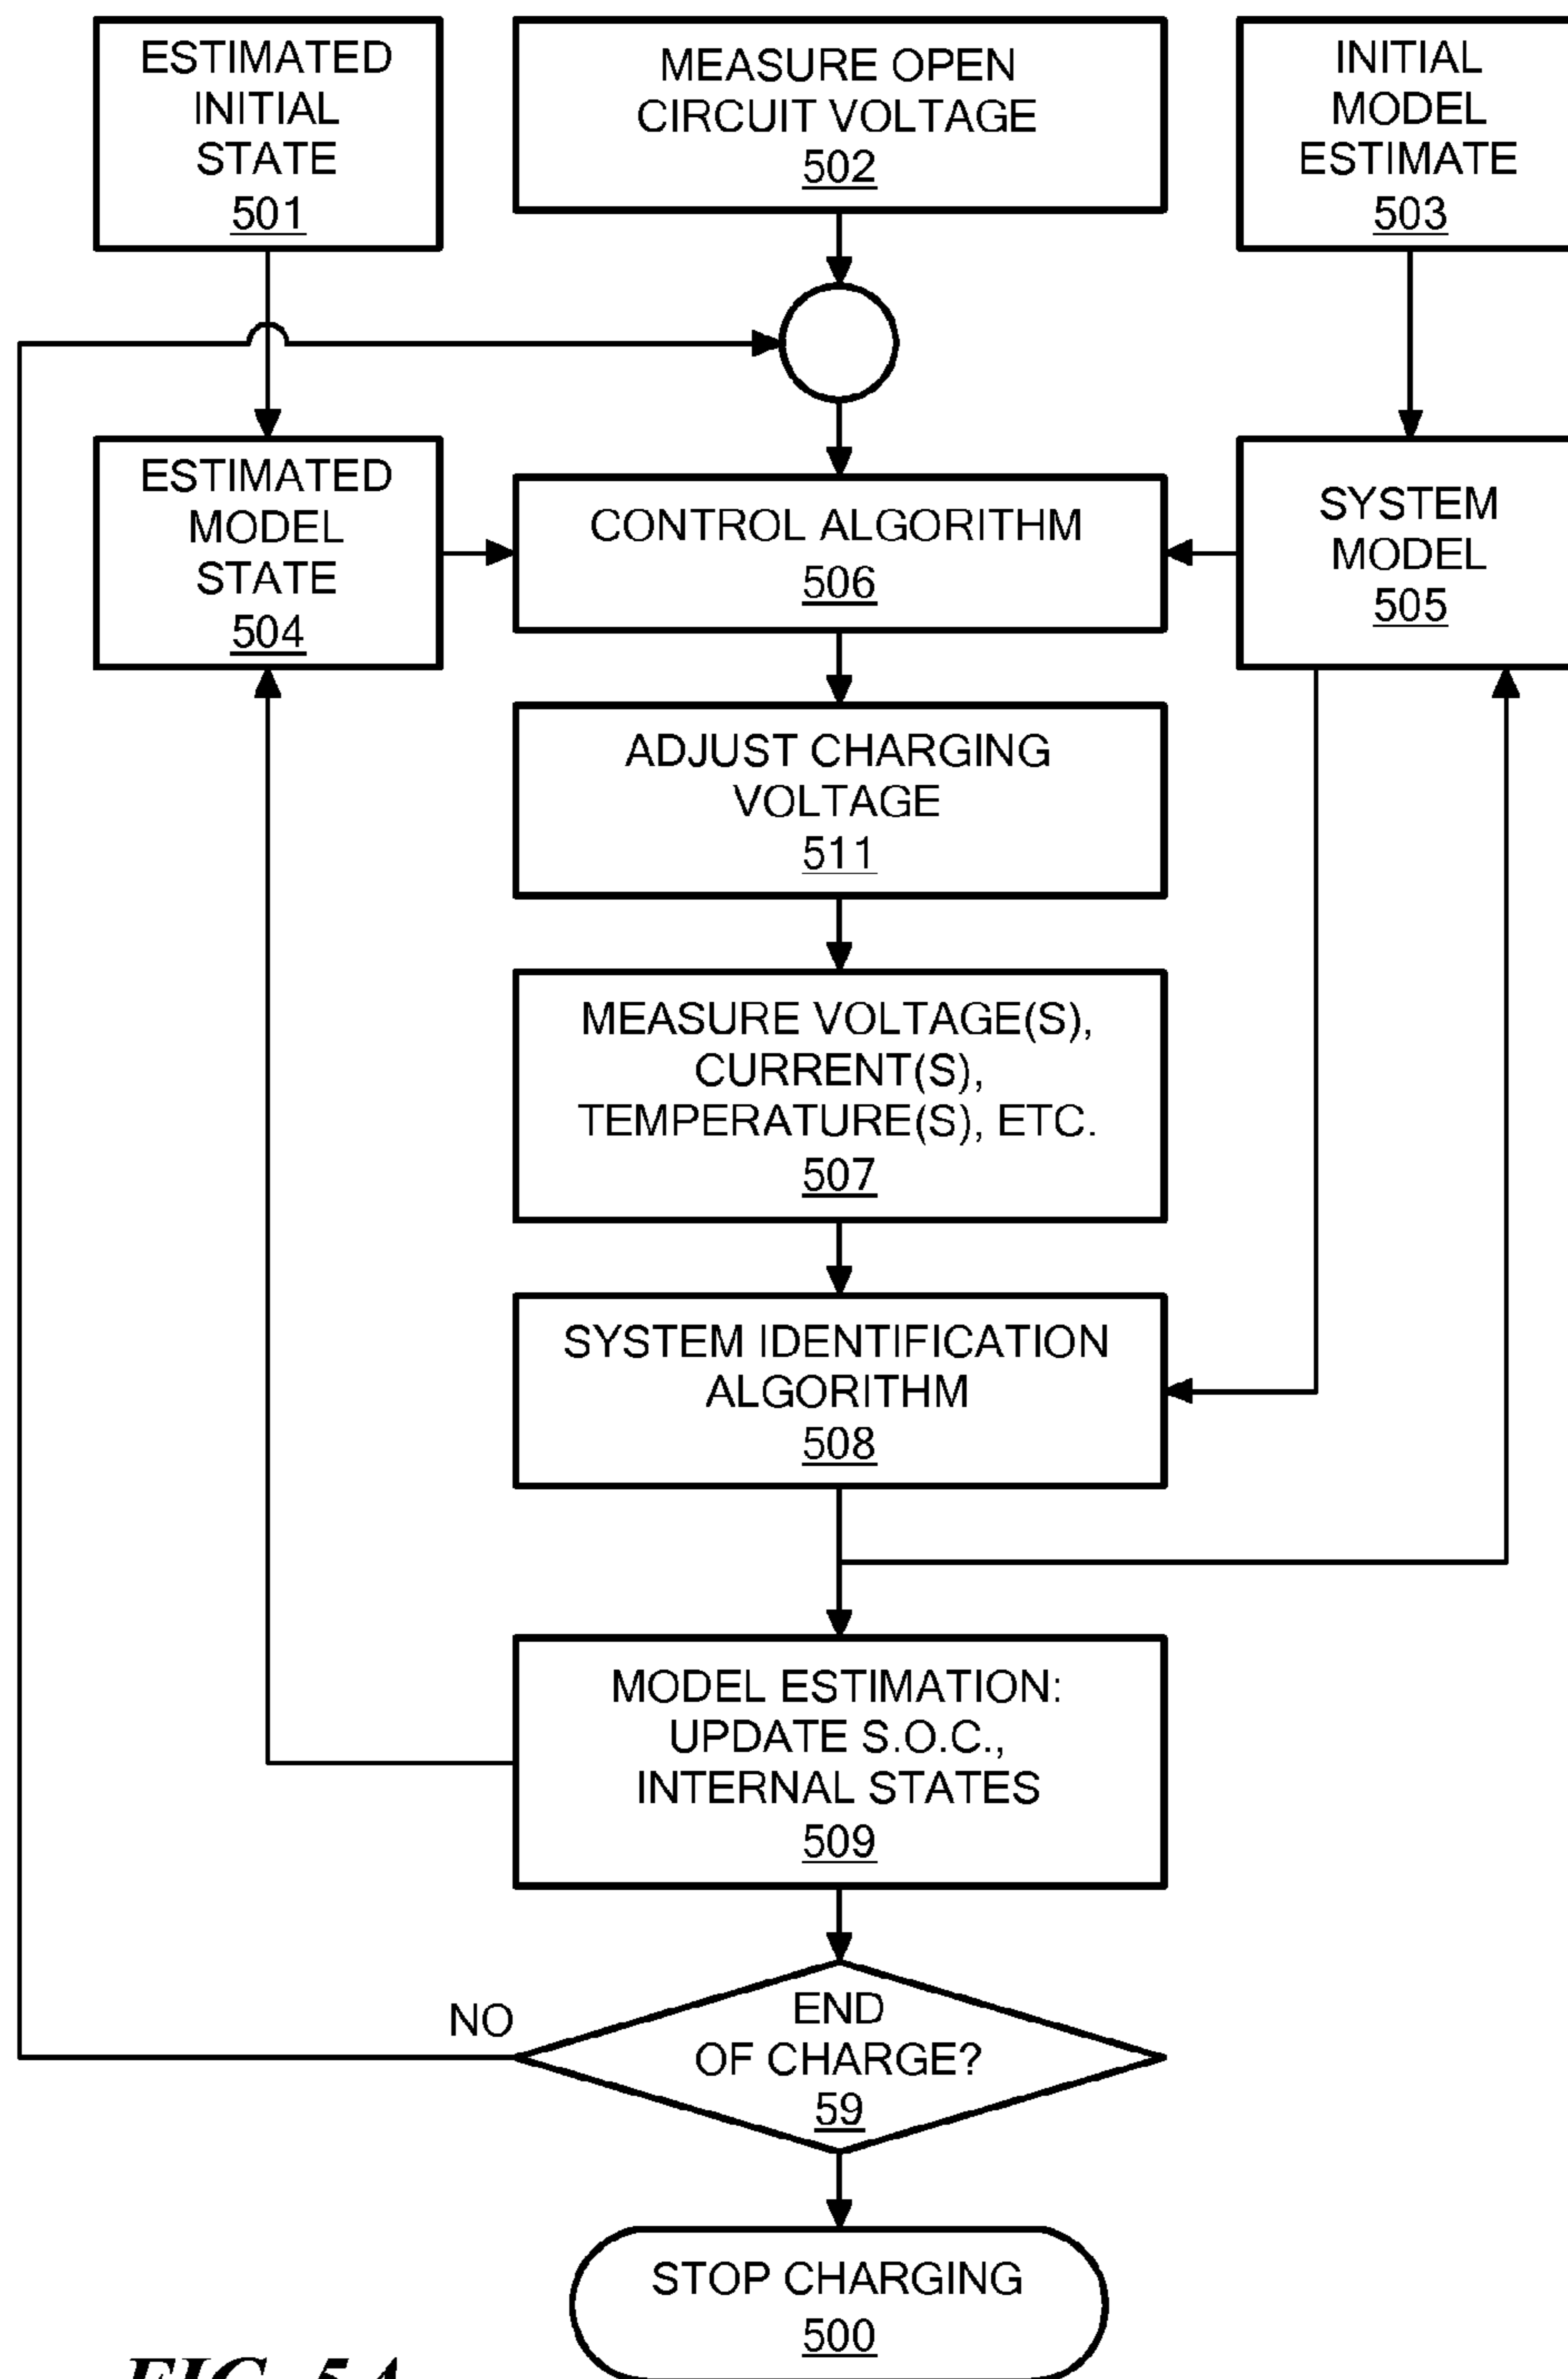 ESTIMATED
INITIAL
STATE
501
MEASURE OPEN
CIRCUIT VOLTAGE
502
INITIAL
MODEL
ESTIMATE
503
ESTIMATED
MODEL
STATE
504
CONTROL ALGORITHM
506
SYSTEM
MODEL
505
ADJUST CHARGING
VOLTAGE
511
MEASURE VOLTAGE(S),
CURRENT(S),
TEMPERATURE(S), ETC.
507
SYSTEM IDENTIFICATION
ALGORITHM
508
MODEL ESTIMATION:
UPDATE S.O.C.,
INTERNAL STATES
509
NO
END
OF CHARGE?
59
STOP CHARGING
500
FIG. 5A